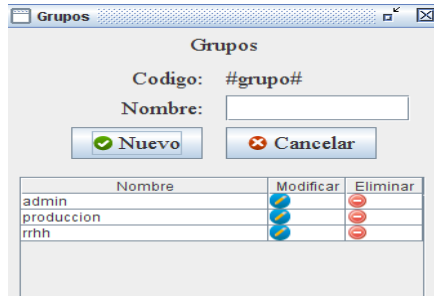 Grupos
Grupos
Codigo: #grupo#
Nombre:
Nuevo Cancelar
Nombre Modificar Eliminar
admin
produccion
rrhh